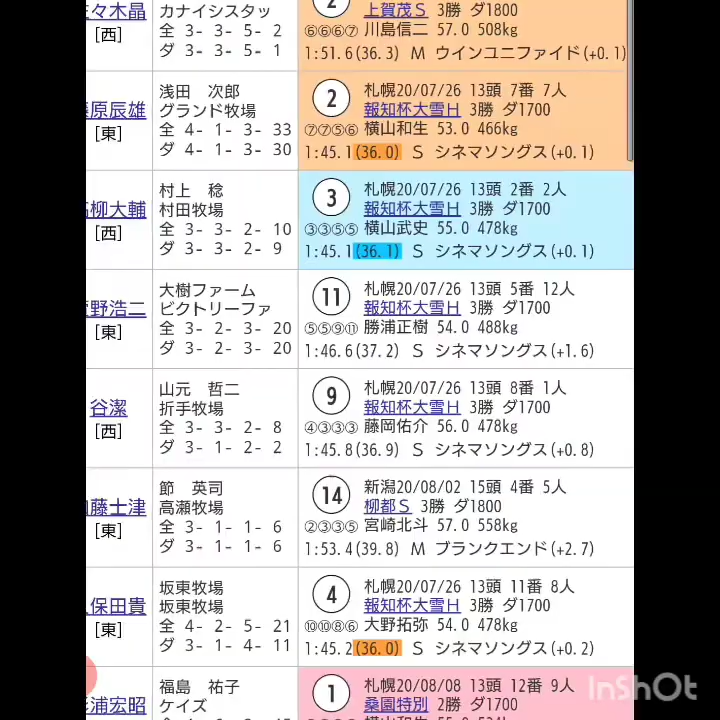 々木晶 カナイシスタッ ② 上賀茂S 3勝 ダ1800
[西] 全 3- 3- 5- 2 ⑥⑥⑥⑦ 川島信二 57.0 508kg
ダ 3- 3- 5- 1 1:51.6(36.3) M ウインユニファイド(+0.1)
浅田 次郎 札幌20/07/26 13頭 7番 7人
原辰雄 グランド牧場 ② 報知杯大雪H 3勝 ダ1700
[東] 全 4- 1- 3- 33 ⑦⑦⑤⑥ 横山和生 53.0 466kg
ダ 4- 1- 3- 30 1:45.1(36.0) S シネマソングス(+0.1)
村上 稔 札幌20/07/26 13頭 2番 2人
高柳大輔 村田牧場 ③ 報知杯大雪H 3勝 ダ1700
[西] 全 3- 3- 2- 10 ③③⑤⑤ 横山武史 55.0 478kg
ダ 3- 3- 2- 9 1:45.1(36.1) S シネマソングス(+0.1)
大樹ファーム 札幌20/07/26 13頭 5番 12人
野浩二 ビクトリーファ ⑪ 報知杯大雪H 3勝 ダ1700
[東] 全 3- 2- 3- 20 ⑤⑤⑨⑪ 勝浦正樹 54.0 488kg
ダ 3- 2- 3- 20 1:46.6(37.2) S シネマソングス(+1.6)
山元 哲二 札幌20/07/26 13頭 8番 1人
谷潔 折手牧場 ⑨ 報知杯大雪H 3勝 ダ1700
[西] 全 3- 3- 2- 8 ④③③③ 藤岡佑介 56.0 478kg
ダ 3- 1- 2- 2 1:45.8(36.9) S シネマソングス(+0.8)
節 英司 新潟20/08/02 15頭 4番 5人
藤士津 高瀬牧場 ⑭ 柳都S 3勝 ダ1800
[東] 全 3- 1- 1- 6 ②③③⑤ 宮崎北斗 57.0 558kg
ダ 3- 1- 1- 6 1:53.4(39.8) M ブランクエンド(+2.7)
坂東牧場 札幌20/07/26 13頭 11番 8人
保田貴 坂東牧場 ④ 報知杯大雪H 3勝 ダ1700
[東] 全 4- 2- 5- 21 ⑩⑩⑧⑥ 大野拓弥 54.0 478kg
ダ 3- 1- 4- 11 1:45.2(36.0) S シネマソングス(+0.2)
福島 祐子 札幌20/08/08 13頭 12番 9人
浦宏昭 ケイズ ① 桑園特別 2勝 ダ1700
InShOt